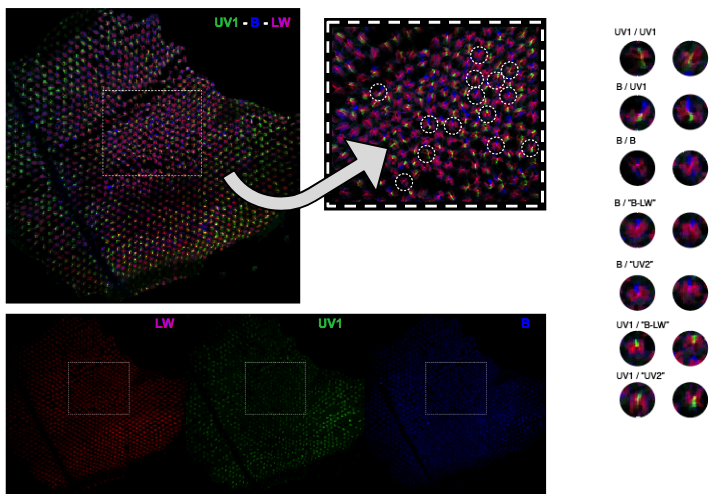 UV1 - B - LW
LW
UV1
B
UV1 / UV1
B / UV1
B / B
B / "B-LW"
B / "UV2"
UV1 / "B-LW"
UV1 / "UV2"